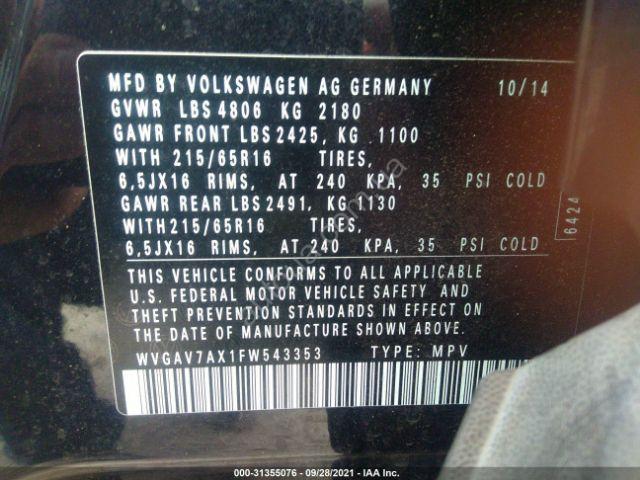 MFD BY VOLKSWAGEN AG GERMANY 10/14
GVWR LBS 4806 KG 2180
GAWR FRONT LBS 2425, KG 1100
WITH 215/65R16 TIRES,
6,5JX16 RIMS, AT 240 KPA, 35 PSI COLD
GAWR REAR LBS 2491, KG 1130
WITH 215/65R16 TIRES,
6,5JX16 RIMS, AT 240 KPA, 35 PSI COLD
6424
THIS VEHICLE CONFORMS TO ALL APPLICABLE
U.S. FEDERAL MOTOR VEHICLE SAFETY AND
THEFT PREVENTION STANDARDS IN EFFECT ON
THE DATE OF MANUFACTURE SHOWN ABOVE.
WVGAV7AX1FW543353 TYPE: MPV
000-31355076 - 09/28/2021 - IAA Inc.